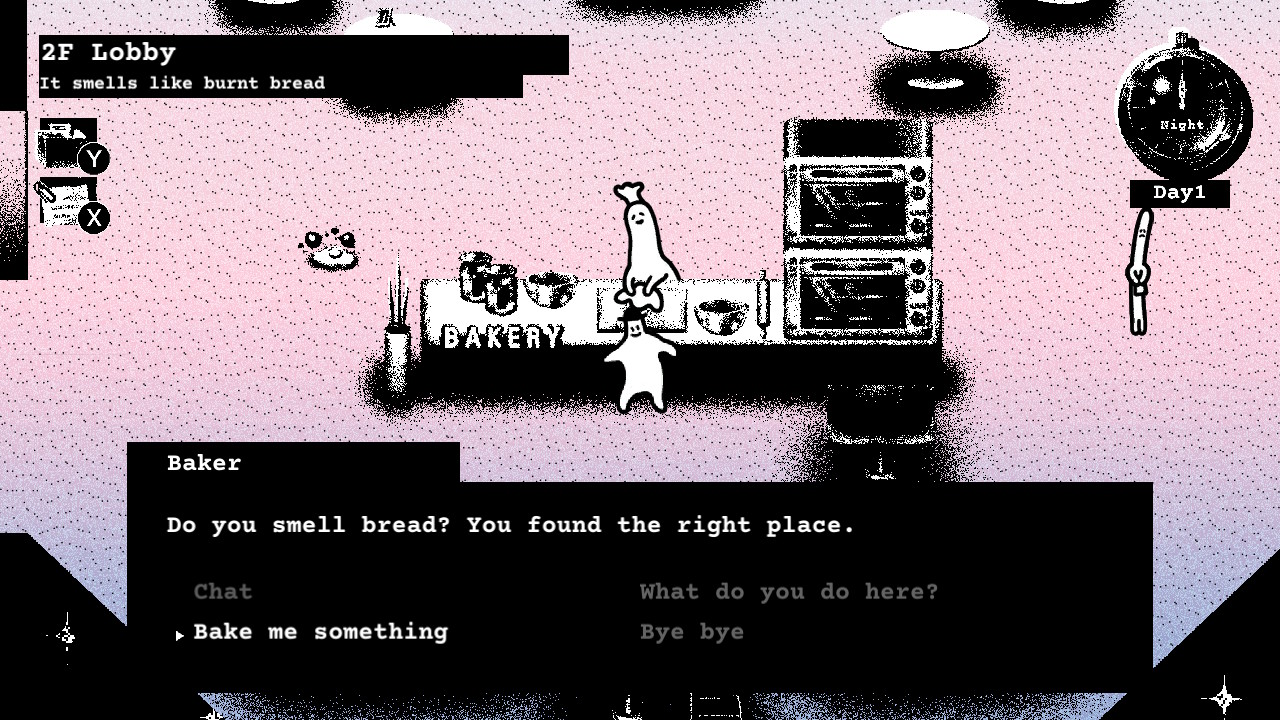 2F Lobby
It smells like burnt bread
Y
X
Night
Day1
BAKERY
Baker
Do you smell bread? You found the right place.
Chat
What do you do here?
Bake me something
Bye bye